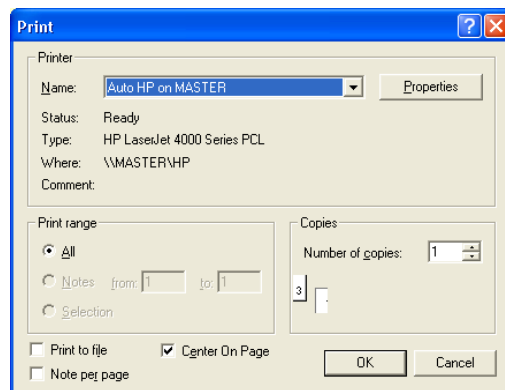 Print
Printer
Name: Auto HP on MASTER Properties
Status: Ready
Type: HP LaserJet 4000 Series PCL
Where: \\MASTER\HP
Comment:
Print range
All
Notes from: 1 to: 1
Selection
Copies
Number of copies: 1
3
Print to file Center On Page
Note per page
OK Cancel